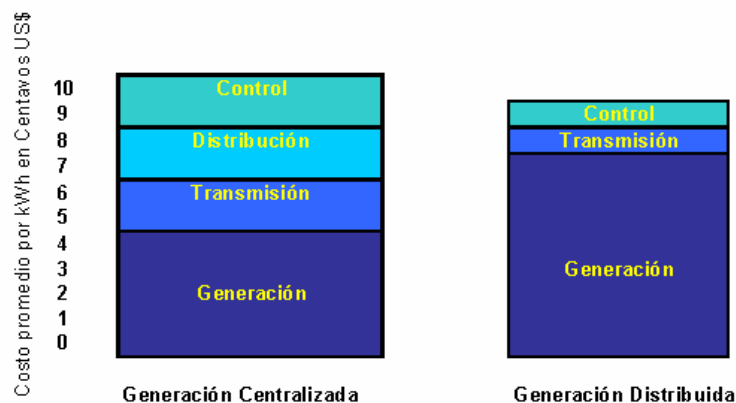 Costo promedio por kWh en Centavos US$
10
9
8
7
6
5
4
3
2
1
0
Control
Distribución
Transmisión
Generación
Generación Centralizada
Control
Transmisión
Generación
Generación Distribuida